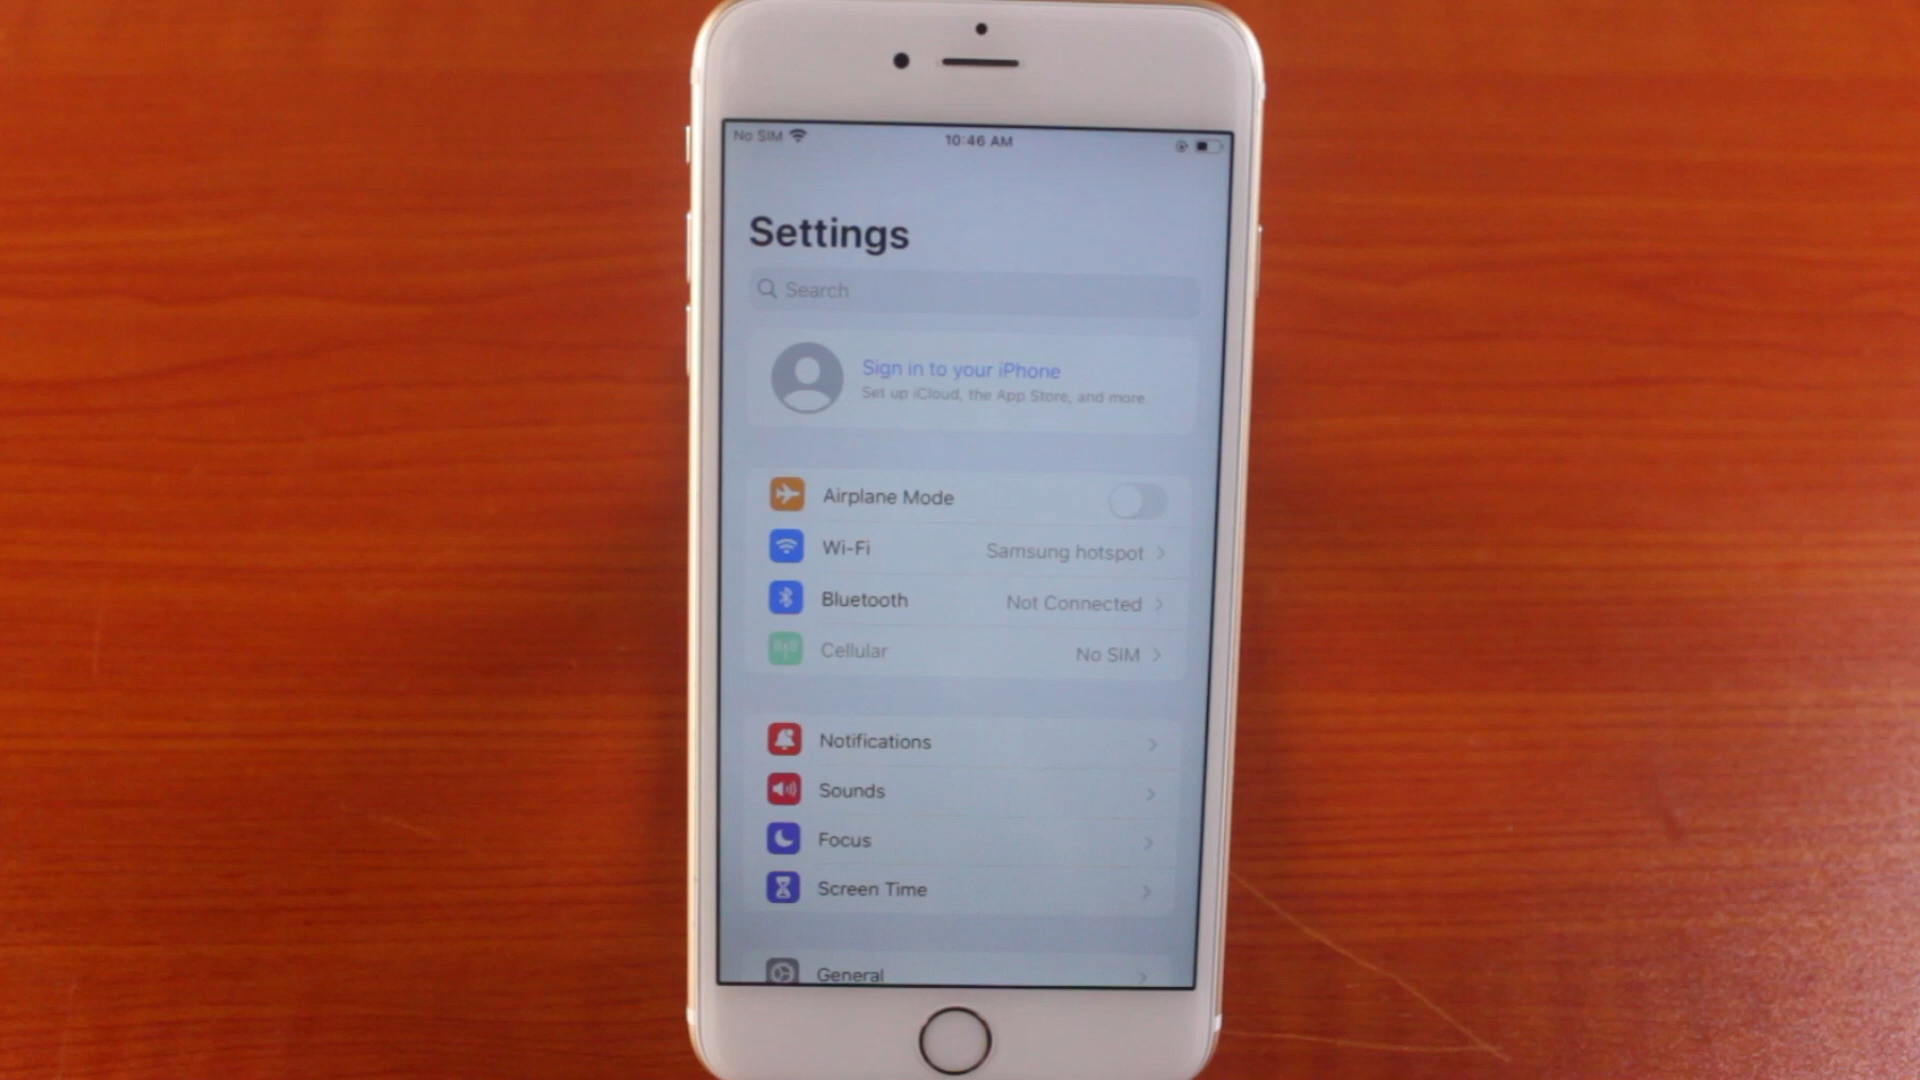 No SIM 10:46 AM
Settings
Search
Sign in to your iPhone
Set up iCloud, the App Store, and more.
Airplane Mode
Wi-Fi Samsung hotspot
Bluetooth Not Connected
Cellular No SIM
Notifications
Sounds
Focus
Screen Time
General